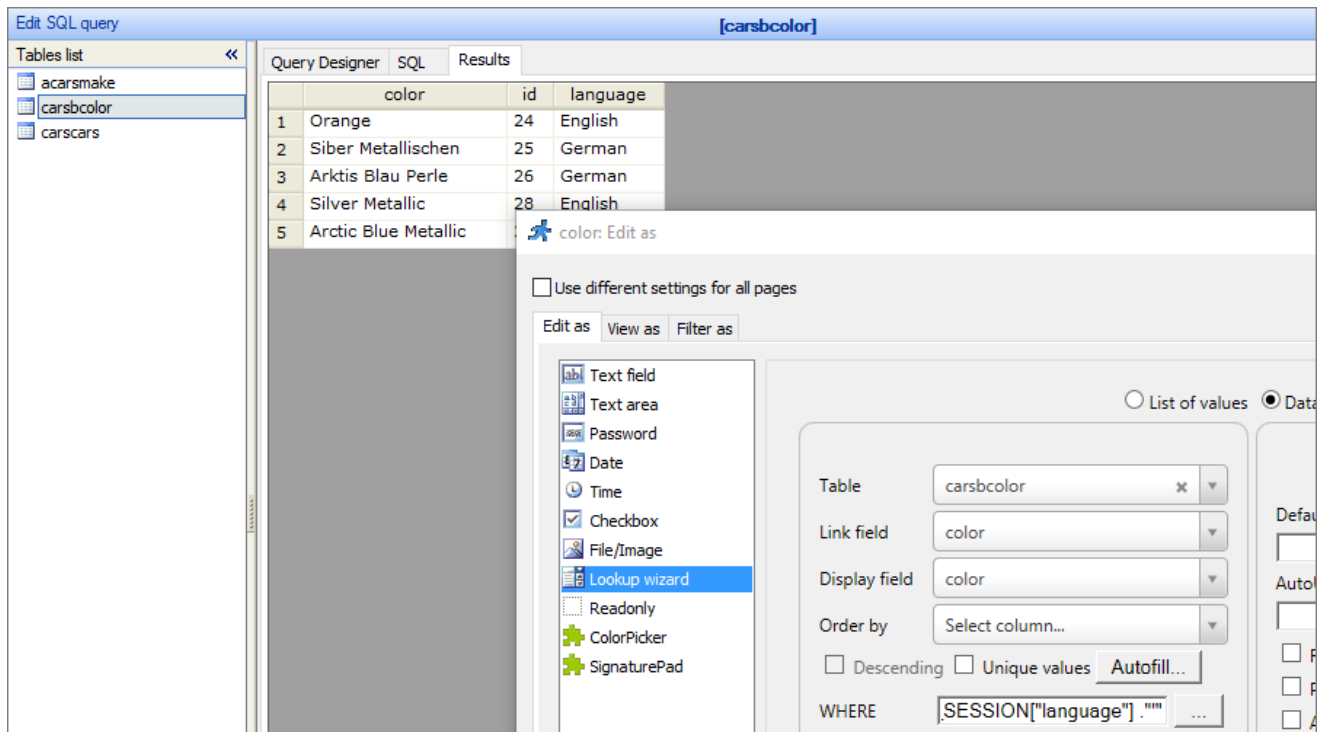 Edit SQL query
[carsbcolor]
Tables list
«
acarsmake
carsbcolor
carscars
Query Designer SQL Results
color id language
1 Orange 24 English
2 Siber Metallischen 25 German
3 Arktis Blau Perle 26 German
4 Silver Metallic 28 English
5 Arctic Blue Metallic
color: Edit as
Use different settings for all pages
Edit as View as Filter as
Text field
Text area
Password
Date
Time
Checkbox
File/Image
Lookup wizard
Readonly
ColorPicker
SignaturePad
List of values Data
Table carsbcolor
Link field color
Display field color
Order by Select column...
Descending Unique values Autofill...
WHERE SESSION["language"] ."'" ...
Defau